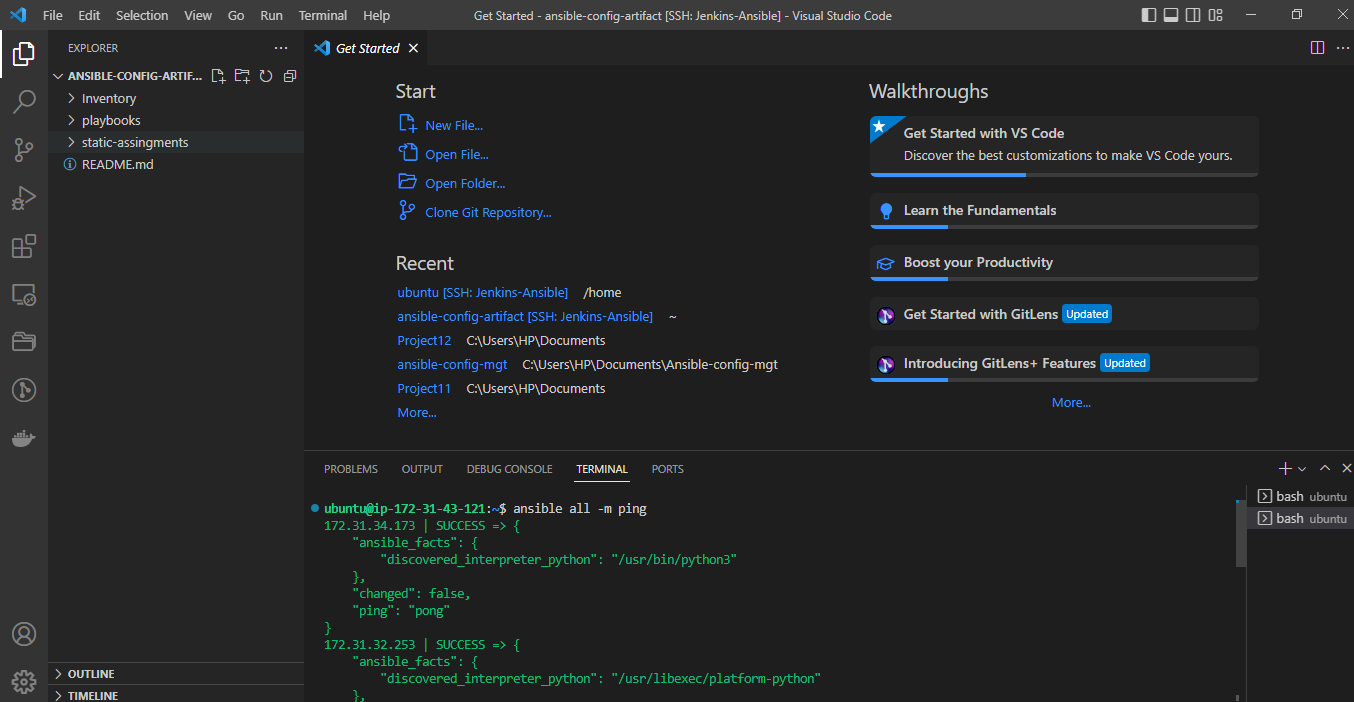 File Edit Selection View Go Run Terminal Help
Get Started - ansible-config-artifact [SSH: Jenkins-Ansible] - Visual Studio Code
EXPLORER
ANSIBLE-CONFIG-ARTIF...
Inventory
playbooks
static-assingments
README.md
OUTLINE
TIMELINE
Get Started
Start
New File...
Open File...
Open Folder...
Clone Git Repository...
Recent
ubuntu [SSH: Jenkins-Ansible] /home
ansible-config-artifact [SSH: Jenkins-Ansible] ~
Project12 C:\Users\HP\Documents
ansible-config-mgt C:\Users\HP\Documents\Ansible-config-mgt
Project11 C:\Users\HP\Documents
More...
Walkthroughs
Get Started with VS Code
Discover the best customizations to make VS Code yours.
Learn the Fundamentals
Boost your Productivity
Get Started with GitLens Updated
Introducing GitLens+ Features Updated
More...
PROBLEMS OUTPUT DEBUG CONSOLE TERMINAL PORTS
ubuntu@ip-172-31-43-121:~$ ansible all -m ping
172.31.34.173 | SUCCESS => {
"ansible_facts": {
"discovered_interpreter_python": "/usr/bin/python3"
},
"changed": false,
"ping": "pong"
}
172.31.32.253 | SUCCESS => {
"ansible_facts": {
"discovered_interpreter_python": "/usr/libexec/platform-python"
},
bash ubuntu
bash ubuntu